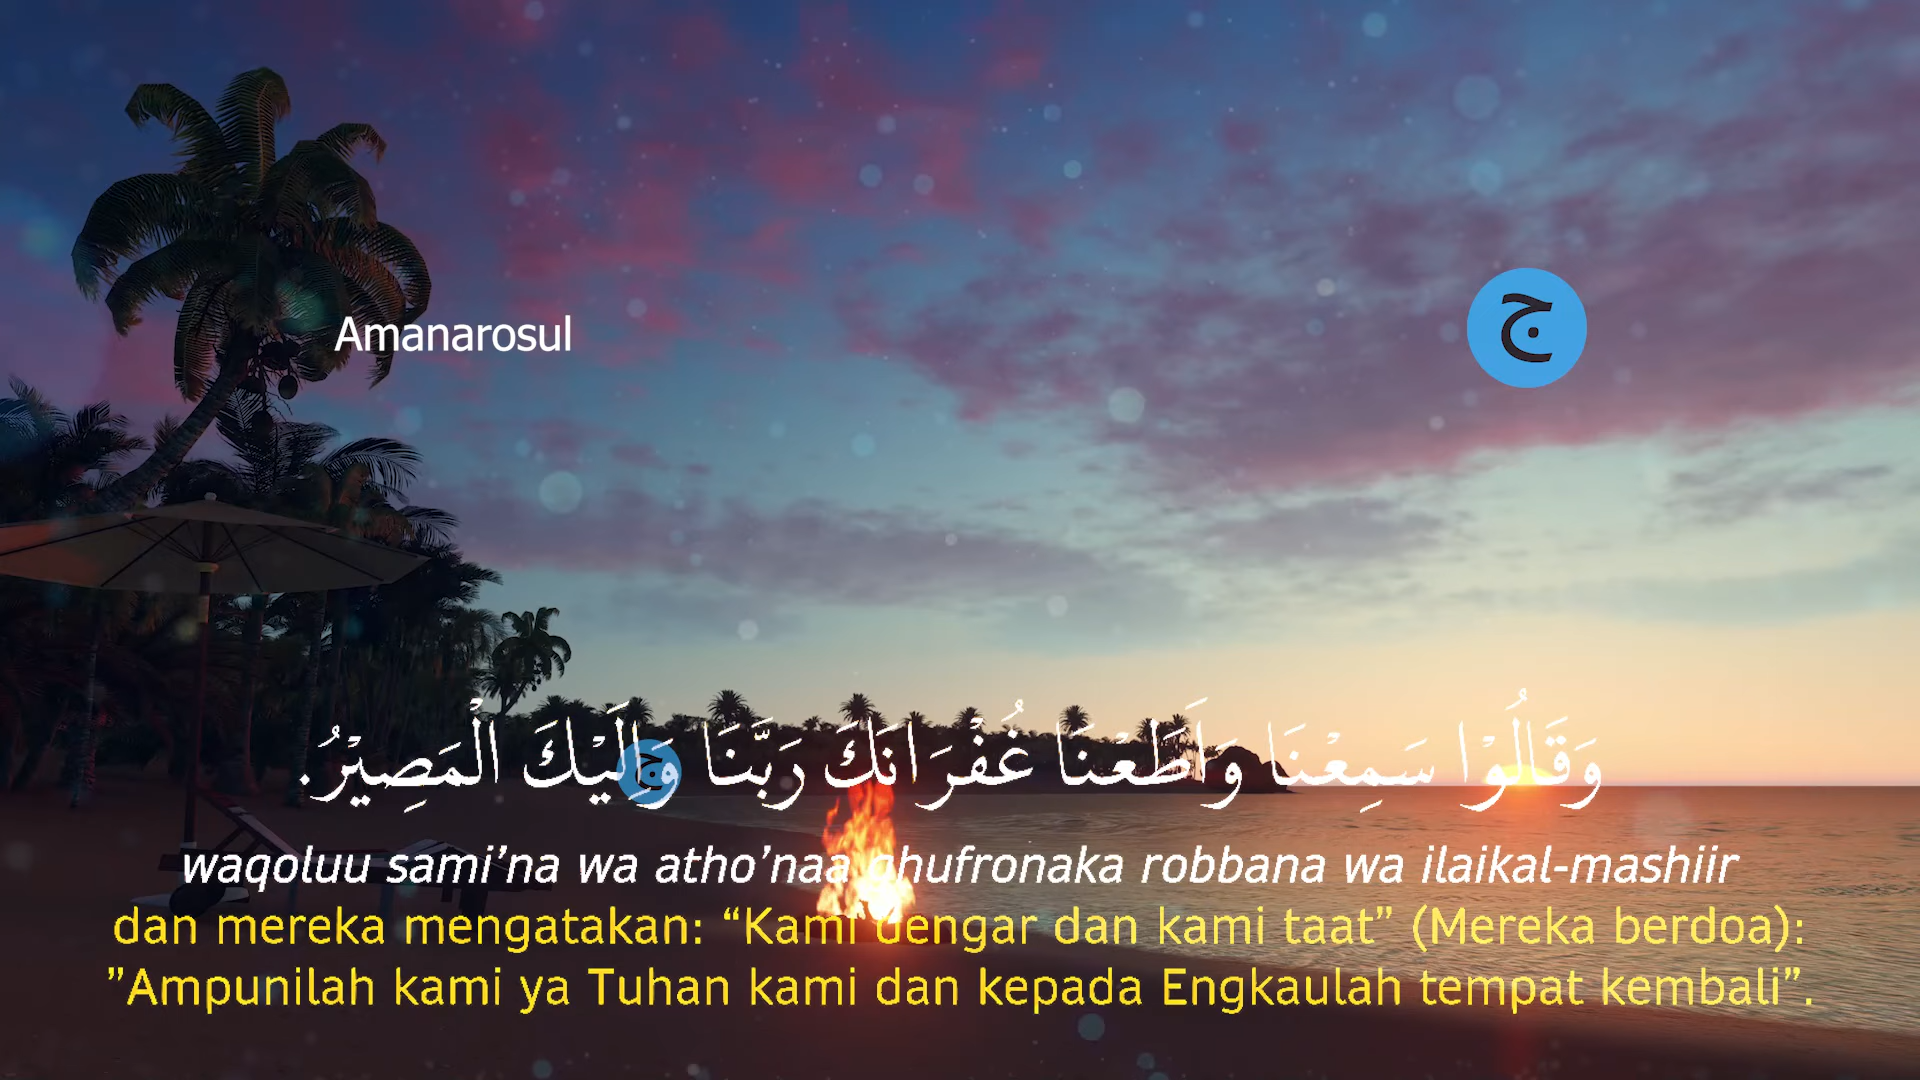 Amanarosul
ج
وَقَالُوْا سَمِعْنَا وَاَطَعْنَا غُفْرَانَكَ رَبَّنَا وَاِلَيْكَ الْمَصِيْرُ.
ج
waqoluu sami’na wa atho’naa ghufronaka robbana wa ilaikal-mashiir
dan mereka mengatakan: “Kami dengar dan kami taat” (Mereka berdoa):
”Ampunilah kami ya Tuhan kami dan kepada Engkaulah tempat kembali”.